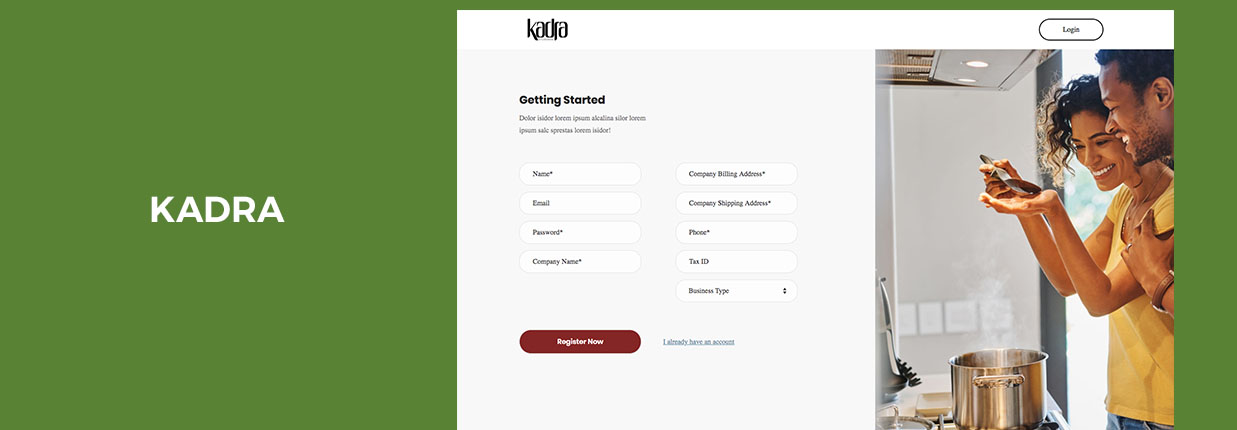 KADRA
kadra
Login
Getting Started
Dolor isidor lorem ipsum alcalina silor lorem
ipsum salc sprestas lorem isidor!
Name*
Email
Password*
Company Name*
Company Billing Address*
Company Shipping Address*
Phone*
Tax ID
Business Type
Register Now
I already have an account